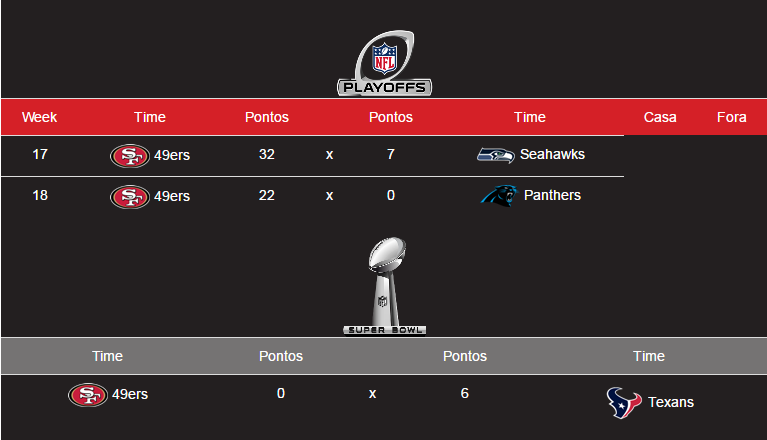 NFL
PLAYOFFS
Week Time Pontos Pontos Time Casa Fora
17 SF 49ers 32 x 7 Seahawks
18 SF 49ers 22 x 0 Panthers
NFL
SUPER BOWL
Time Pontos Pontos Time
SF 49ers 0 x 6 Texans